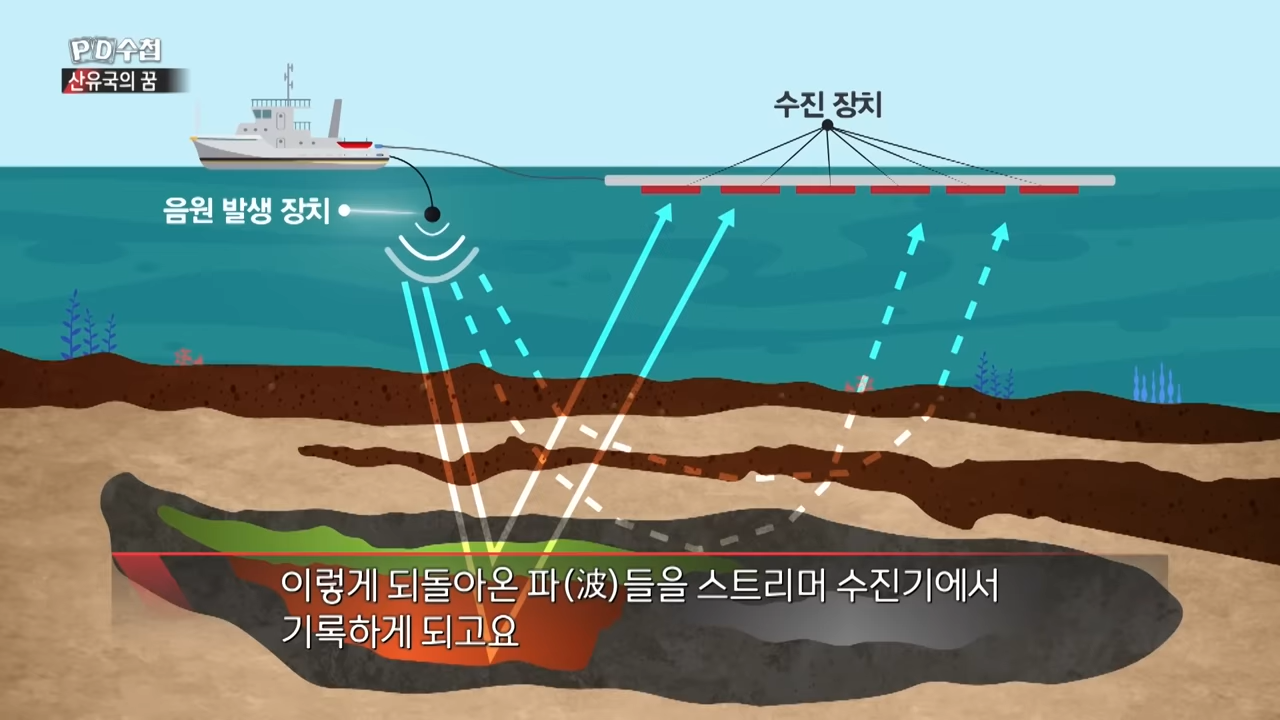 PD수첩
산유국의 꿈
수진 장치
음원 발생 장치
이렇게 되돌아온 파(波)들을 스트리머 수진기에서
기록하게 되고요